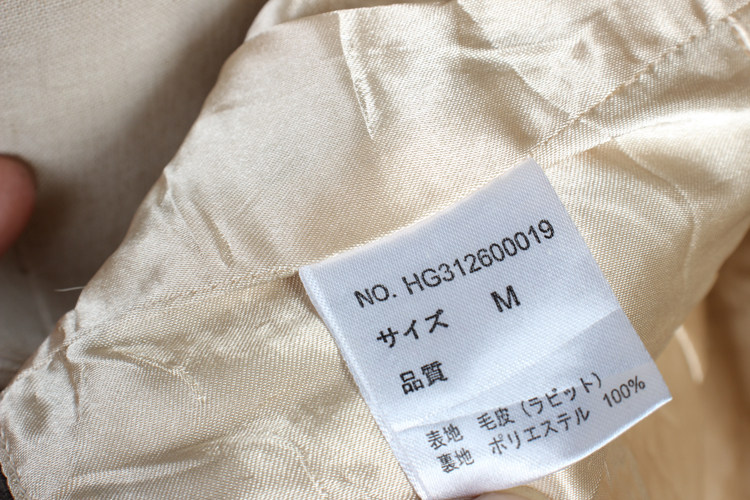 NO. HG312600019
サイズ M
品質
表地 毛皮（ラビット）
裏地 ポリエステル 100%